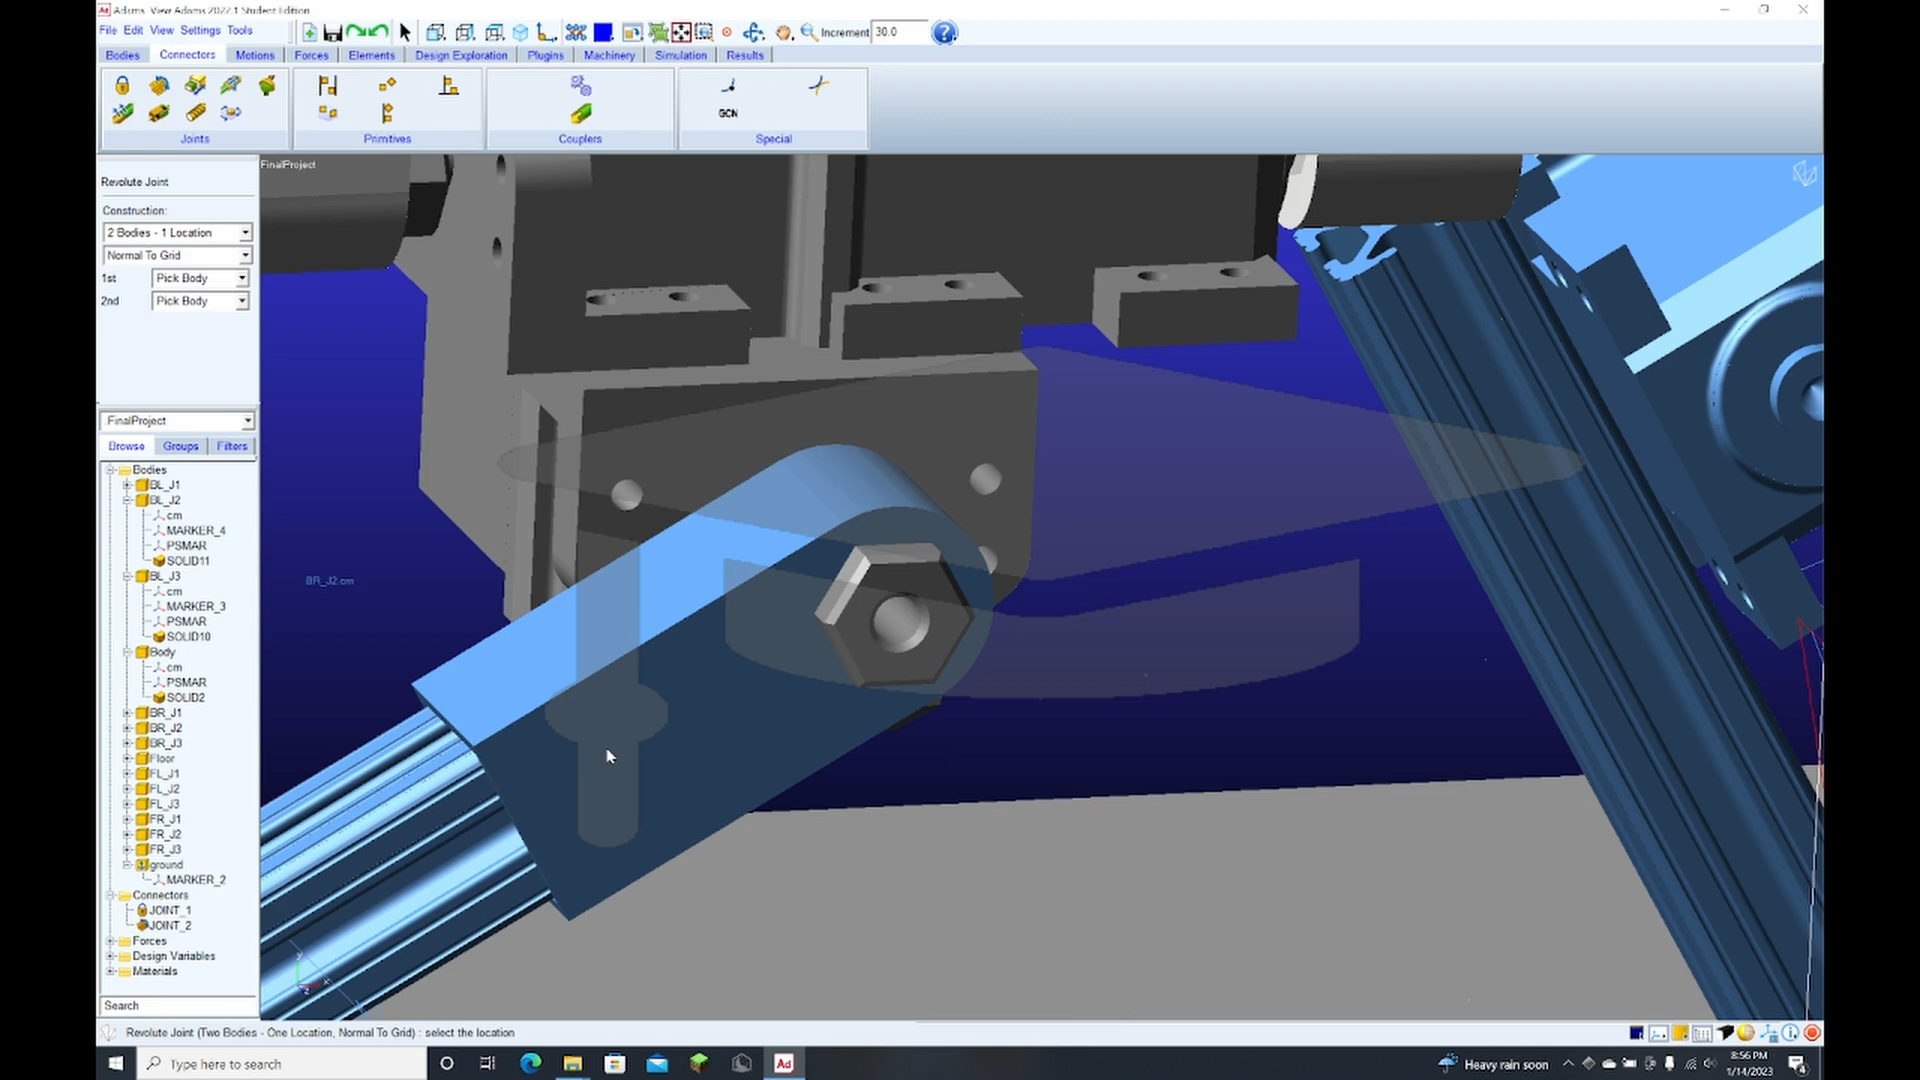 Adams View Adams 2022.1 Student Edition
File Edit View Settings Tools
Increment 30.0
Bodies Connectors Motions Forces Elements Design Exploration Plugins Machinery Simulation Results
GCN
Joints Primitives Couplers Special
FinalProject
Revolute Joint
Construction:
2 Bodies - 1 Location
Normal To Grid
1st Pick Body
2nd Pick Body
.FinalProject
Browse Groups Filters
Bodies
BL_J1
BL_J2
cm
MARKER_4
PSMAR
SOLID11
BL_J3
cm
MARKER_3
PSMAR
SOLID10
Body
cm
PSMAR
SOLID2
BR_J1
BR_J2
BR_J3
Floor
FL_J1
FL_J2
FL_J3
FR_J1
FR_J2
FR_J3
ground
MARKER_2
Connectors
JOINT_1
JOINT_2
Forces
Design Variables
Materials
Search
BR_J2.cm
Revolute Joint (Two Bodies - One Location, Normal To Grid) : select the location
Type here to search
Ad
Heavy rain soon
8:56 PM
1/14/2023